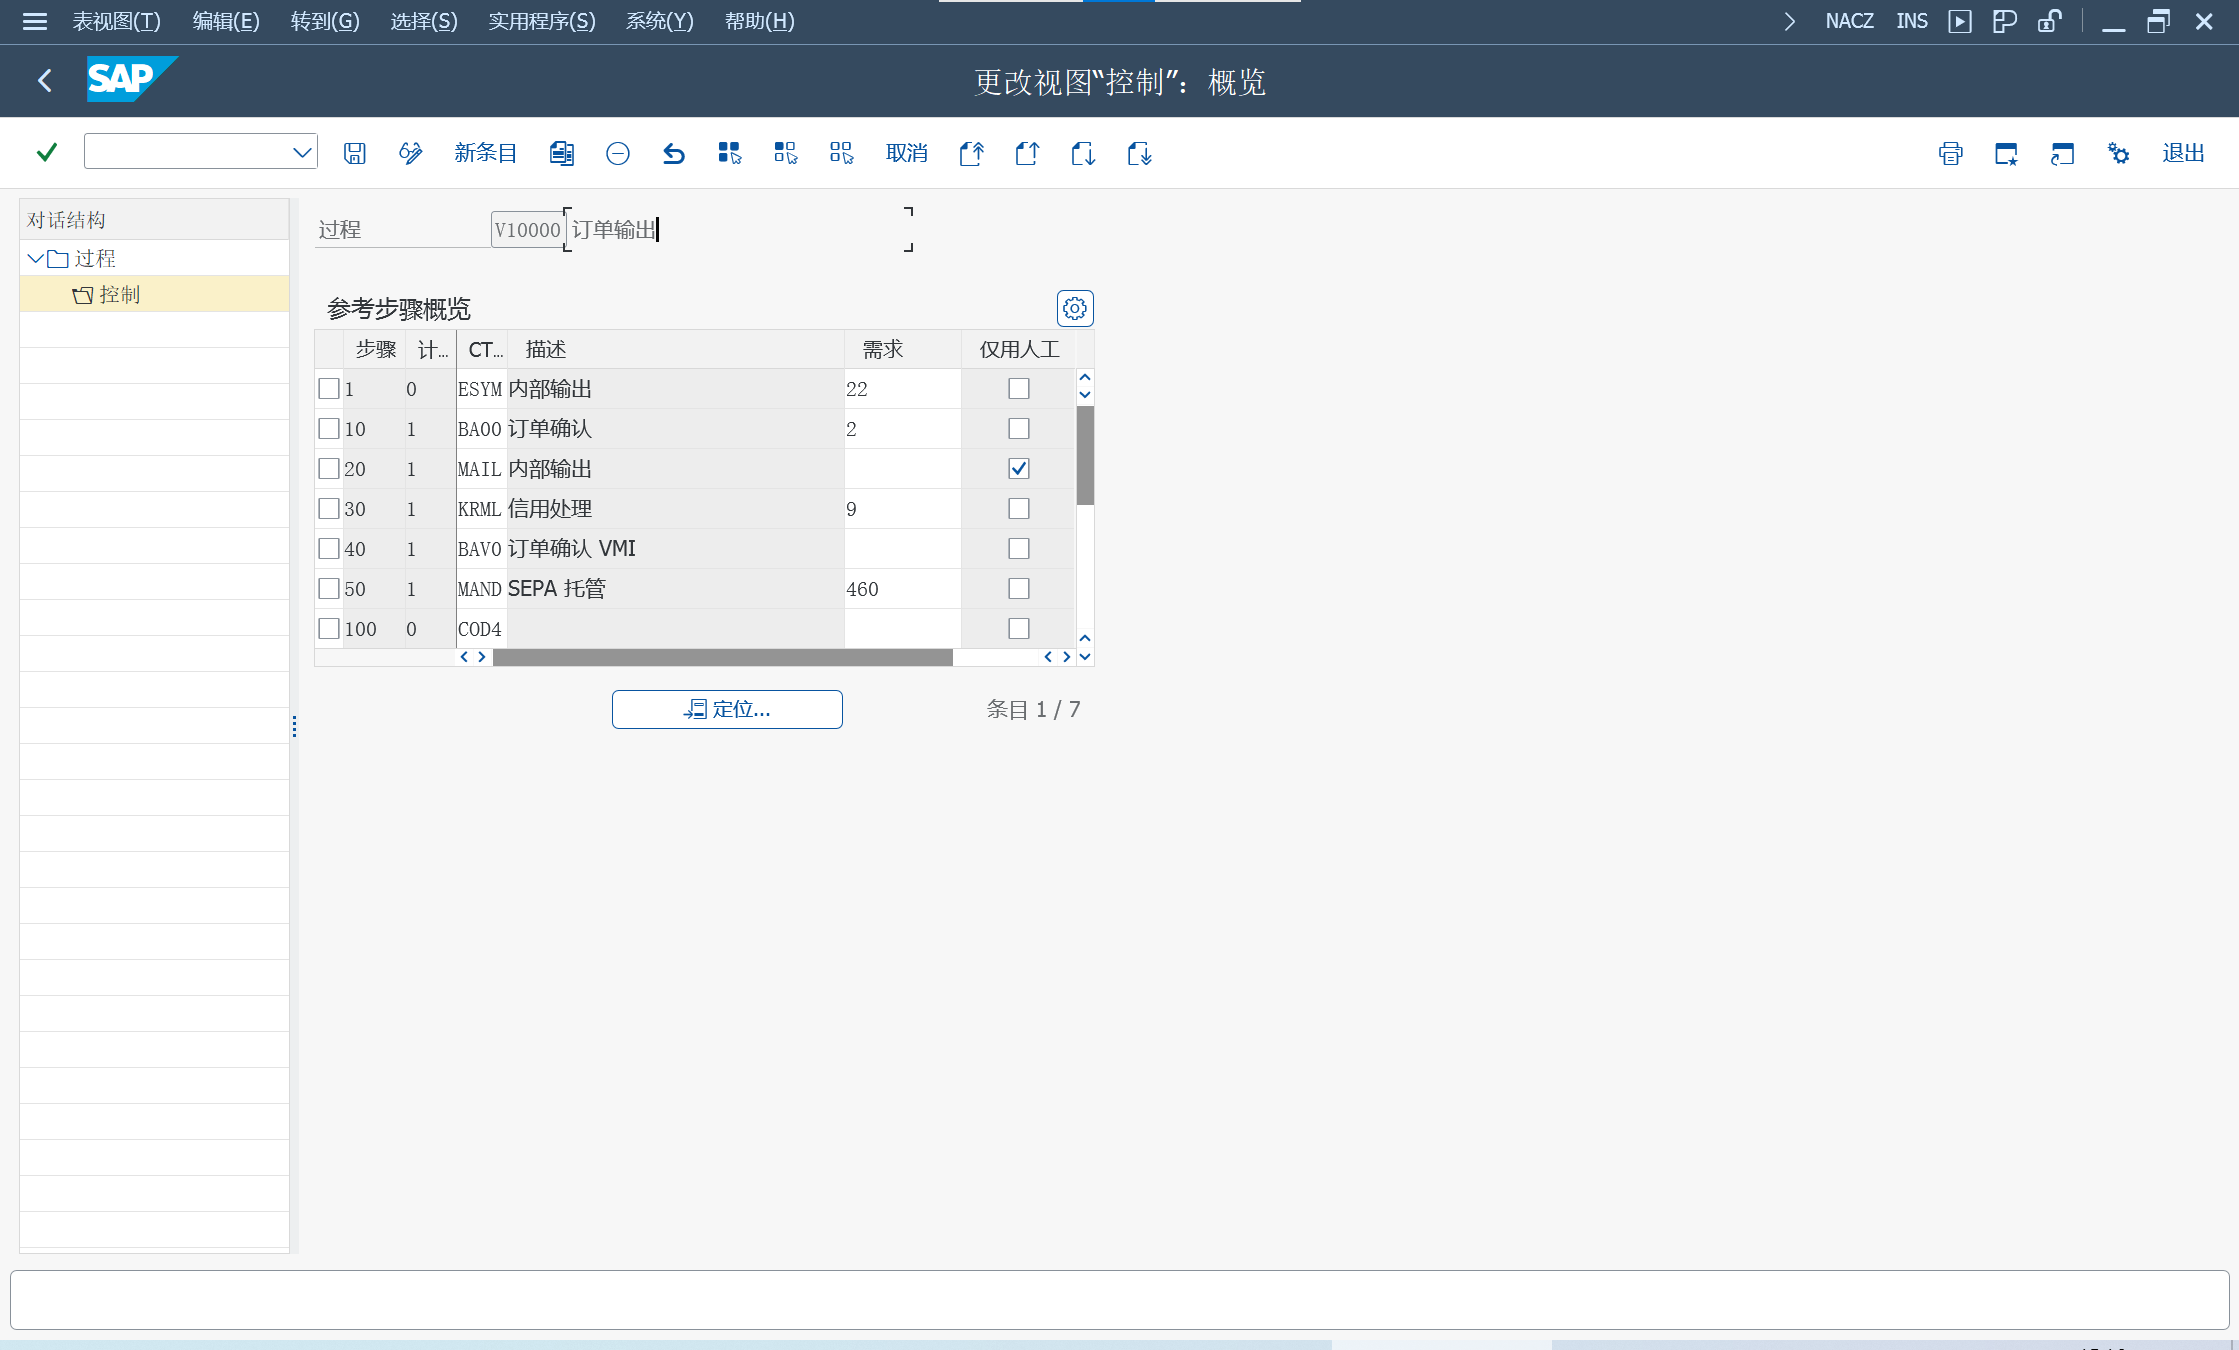 表视图(T) 编辑(E) 转到(G) 选择(S) 实用程序(S) 系统(Y) 帮助(H) NACZ INS
SAP 更改视图“控制”：概览
新条目 取消 退出
对话结构
过程
控制
过程 V10000 订单输出
参考步骤概览
步骤 计... CT... 描述 需求 仅用人工
1 0 ESYM 内部输出 22
10 1 BA00 订单确认 2
20 1 MAIL 内部输出
30 1 KRML 信用处理 9
40 1 BAV0 订单确认 VMI
50 1 MAND SEPA 托管 460
100 0 COD4
定位... 条目 1 / 7